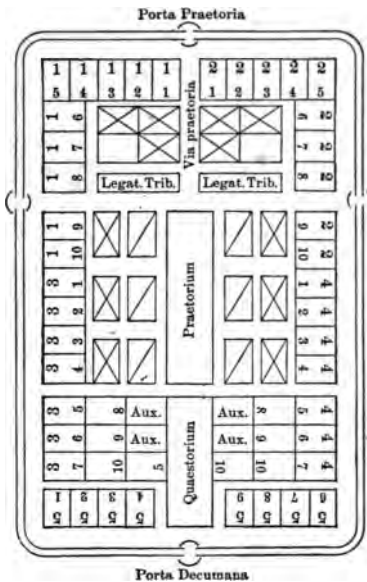 Porta Praetoria
1 1 1 1 1 2 2 2 2 2
5 4 3 2 1 1 2 3 4 5
1 6 6 2
Via praetoria
1 7 7 2
1 8 8 2
Legat. Trib. Legat. Trib.
1 9 9 2
1 10 10 2
3 1 1 4
3 2 2 4
Praetorium
3 3 3 4
3 4 4 4
3 5 8 Aux. Aux. 8 5 4
3 6 9 Aux. Aux. 9 6 4
3 7 10 5 10 10 7 4
Quaestorium
1 2 3 4 9 8 7 6
5 5 5 5 5 5 5 5
Porta Decumana